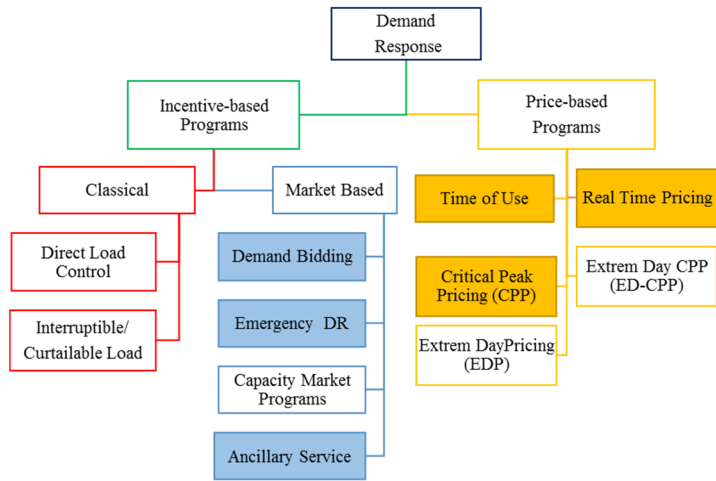 Demand
Response
Incentive-based
Programs
Price-based
Programs
Classical
Market Based
Time of Use
Real Time Pricing
Direct Load
Control
Demand Bidding
Critical Peak
Pricing (CPP)
Extrem Day CPP
(ED-CPP)
Interruptible/
Curtailable Load
Emergency DR
Extrem DayPricing
(EDP)
Capacity Market
Programs
Ancillary Service